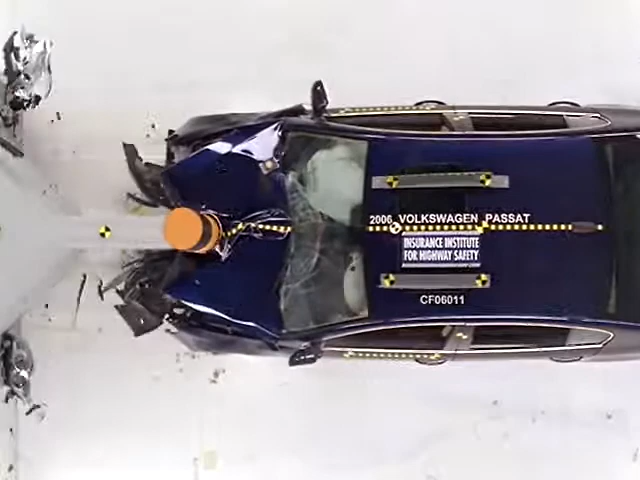 2006 VOLKSWAGEN PASSAT
INSURANCE INSTITUTE
FOR HIGHWAY SAFETY
CF06011